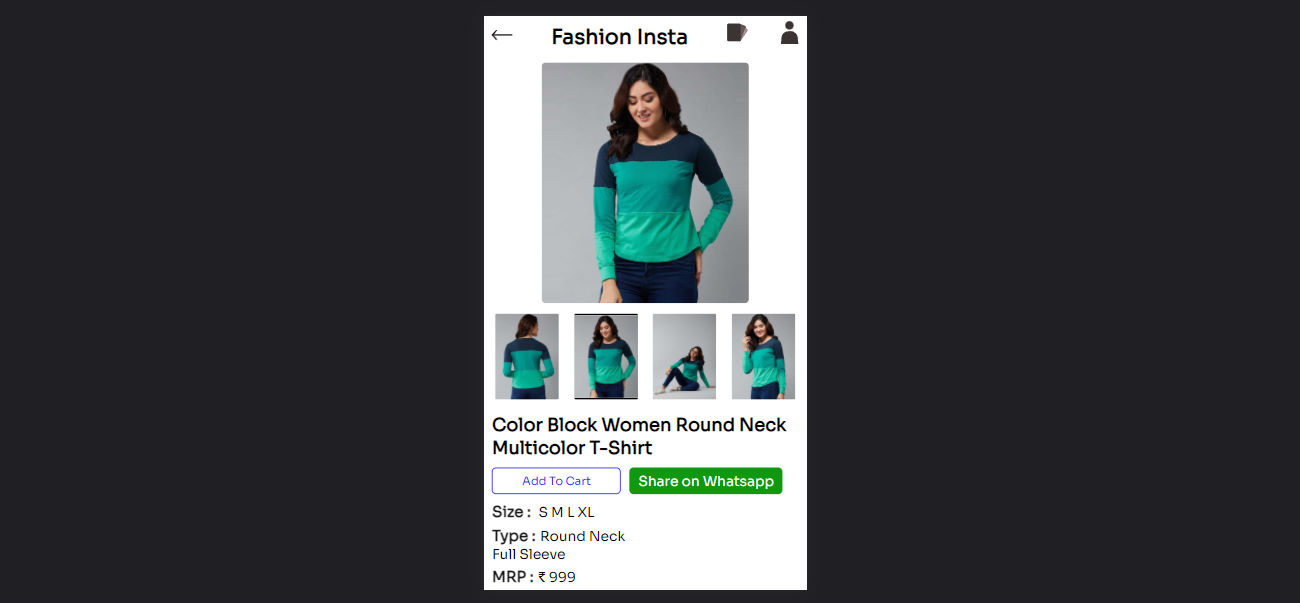 Fashion Insta
Color Block Women Round Neck
Multicolor T-Shirt
Add To Cart
Share on Whatsapp
Size : S M L XL
Type : Round Neck
Full Sleeve
MRP : ₹ 999